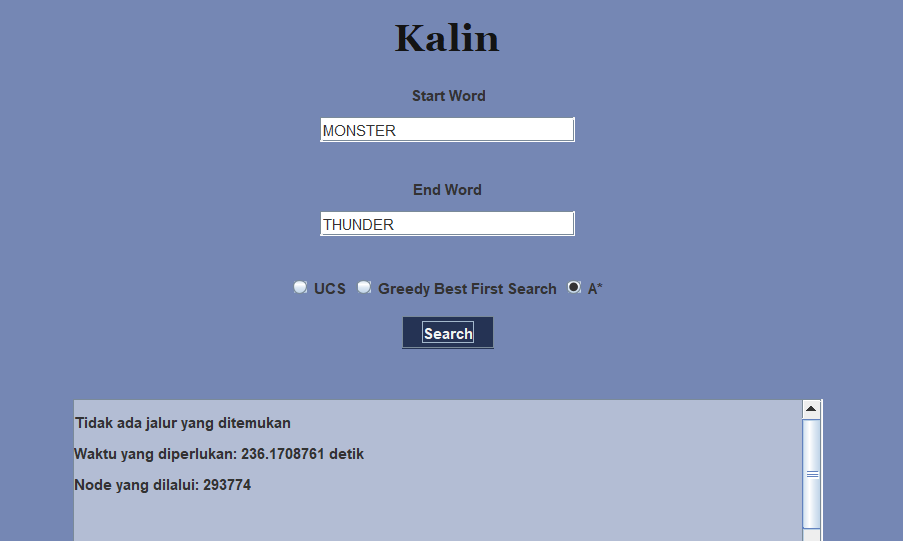 Kalin
Start Word
MONSTER
End Word
THUNDER
UCS Greedy Best First Search A*
Search
Tidak ada jalur yang ditemukan
Waktu yang diperlukan: 236.1708761 detik
Node yang dilalui: 293774